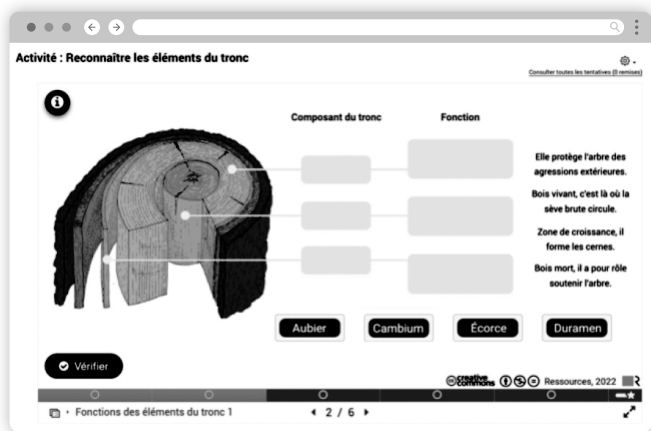 Activité : Reconnaître les éléments du tronc
Consulter toutes les tentatives (0 remises)
Composant du tronc
Fonction
Elle protège l'arbre des
agressions extérieures.
Bois vivant, c'est là où la
sève brute circule.
Zone de croissance, il
forme les cernes.
Bois mort, il a pour rôle
soutenir l'arbre.
Aubier
Cambium
Écorce
Duramen
Vérifier
creative commons
Ressources, 2022
Fonctions des éléments du tronc 1
2 / 6